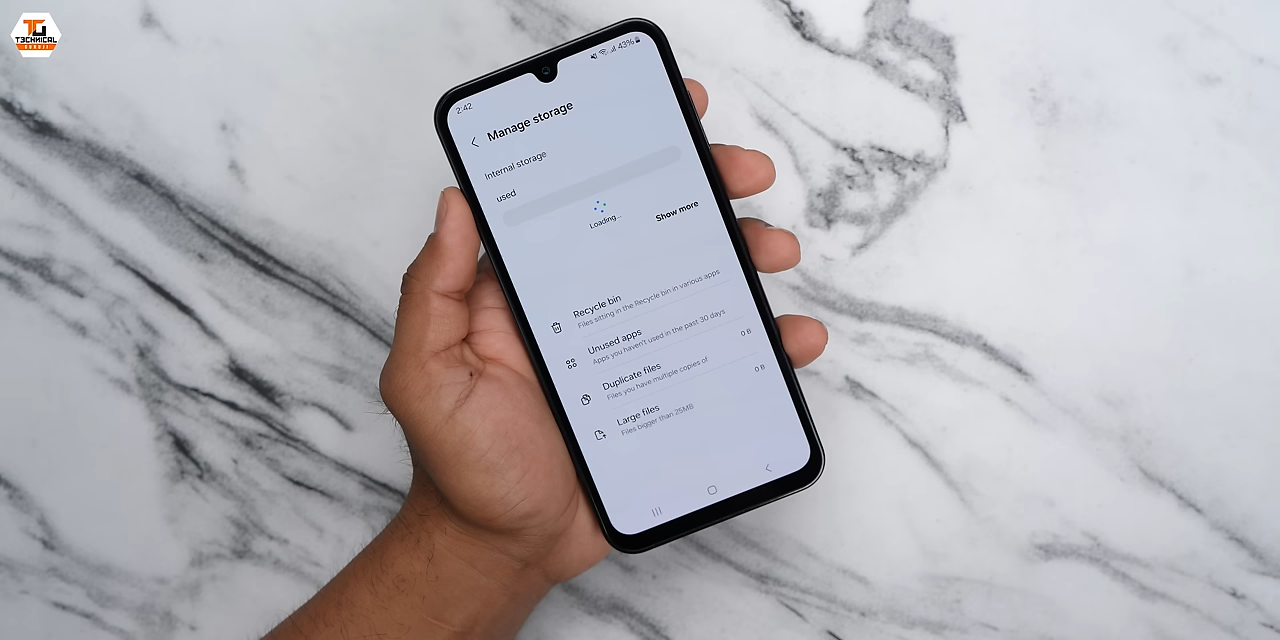 TG
TECHNICAL
GURUJI
2:42
43%
Manage storage
Internal storage
used
Loading...
Show more
Recycle bin
Files sitting in the Recycle bin in various apps
Unused apps
Apps you haven't used in the past 30 days
0 B
Duplicate files
Files you have multiple copies of
0 B
Large files
Files bigger than 25MB